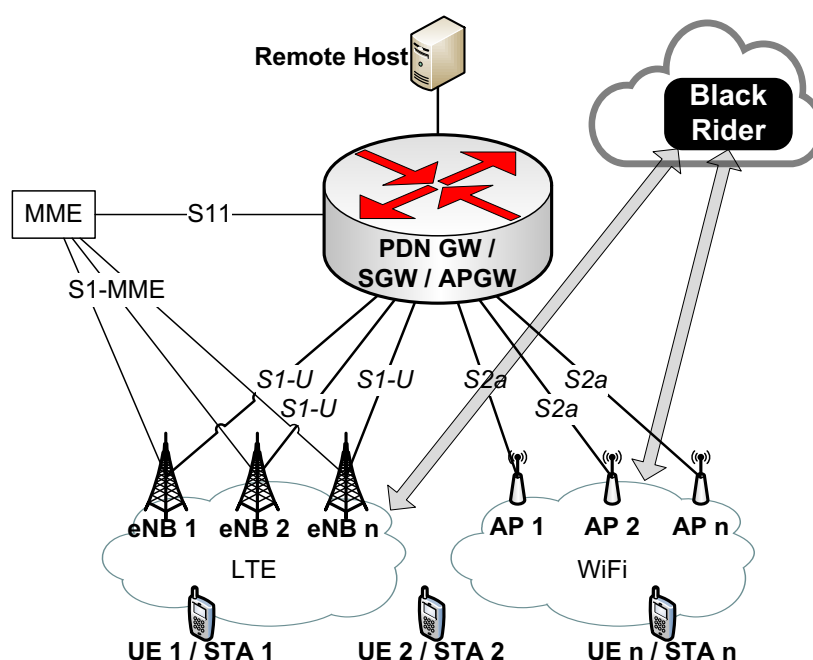 Remote Host
Black
Rider
MME
S11
PDN GW /
SGW / APGW
S1-MME
S1-U
S1-U
S1-U
S2a
S2a
S2a
eNB 1
eNB 2
eNB n
AP 1
AP 2
AP n
LTE
WiFi
UE 1 / STA 1
UE 2 / STA 2
UE n / STA n